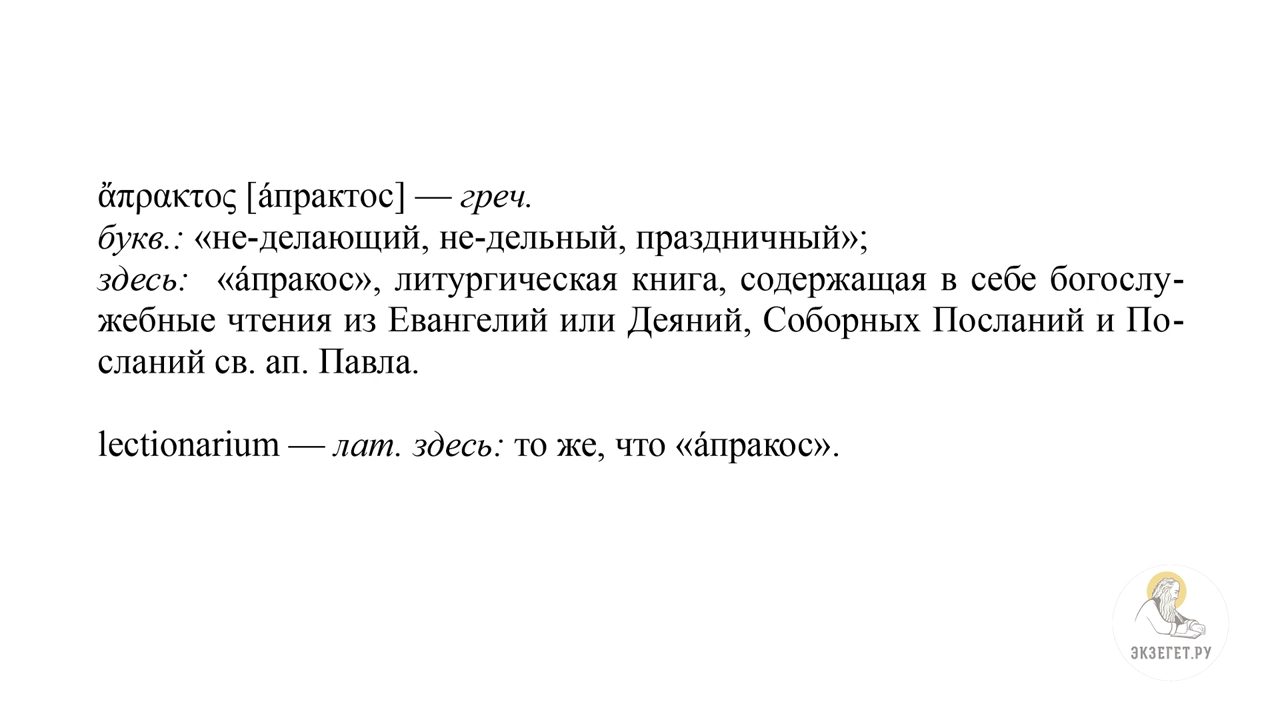 ἄπρακτος [áпрактос] — греч.
букв.: «не-делающий, не-дельный, праздничный»;
здесь: «áпракос», литургическая книга, содержащая в себе богослу-
жебные чтения из Евангелий или Деяний, Соборных Посланий и По-
сланий св. ап. Павла.
lectionarium — лат. здесь: то же, что «áпракос».
ЭКЗЕГЕТ.РУ